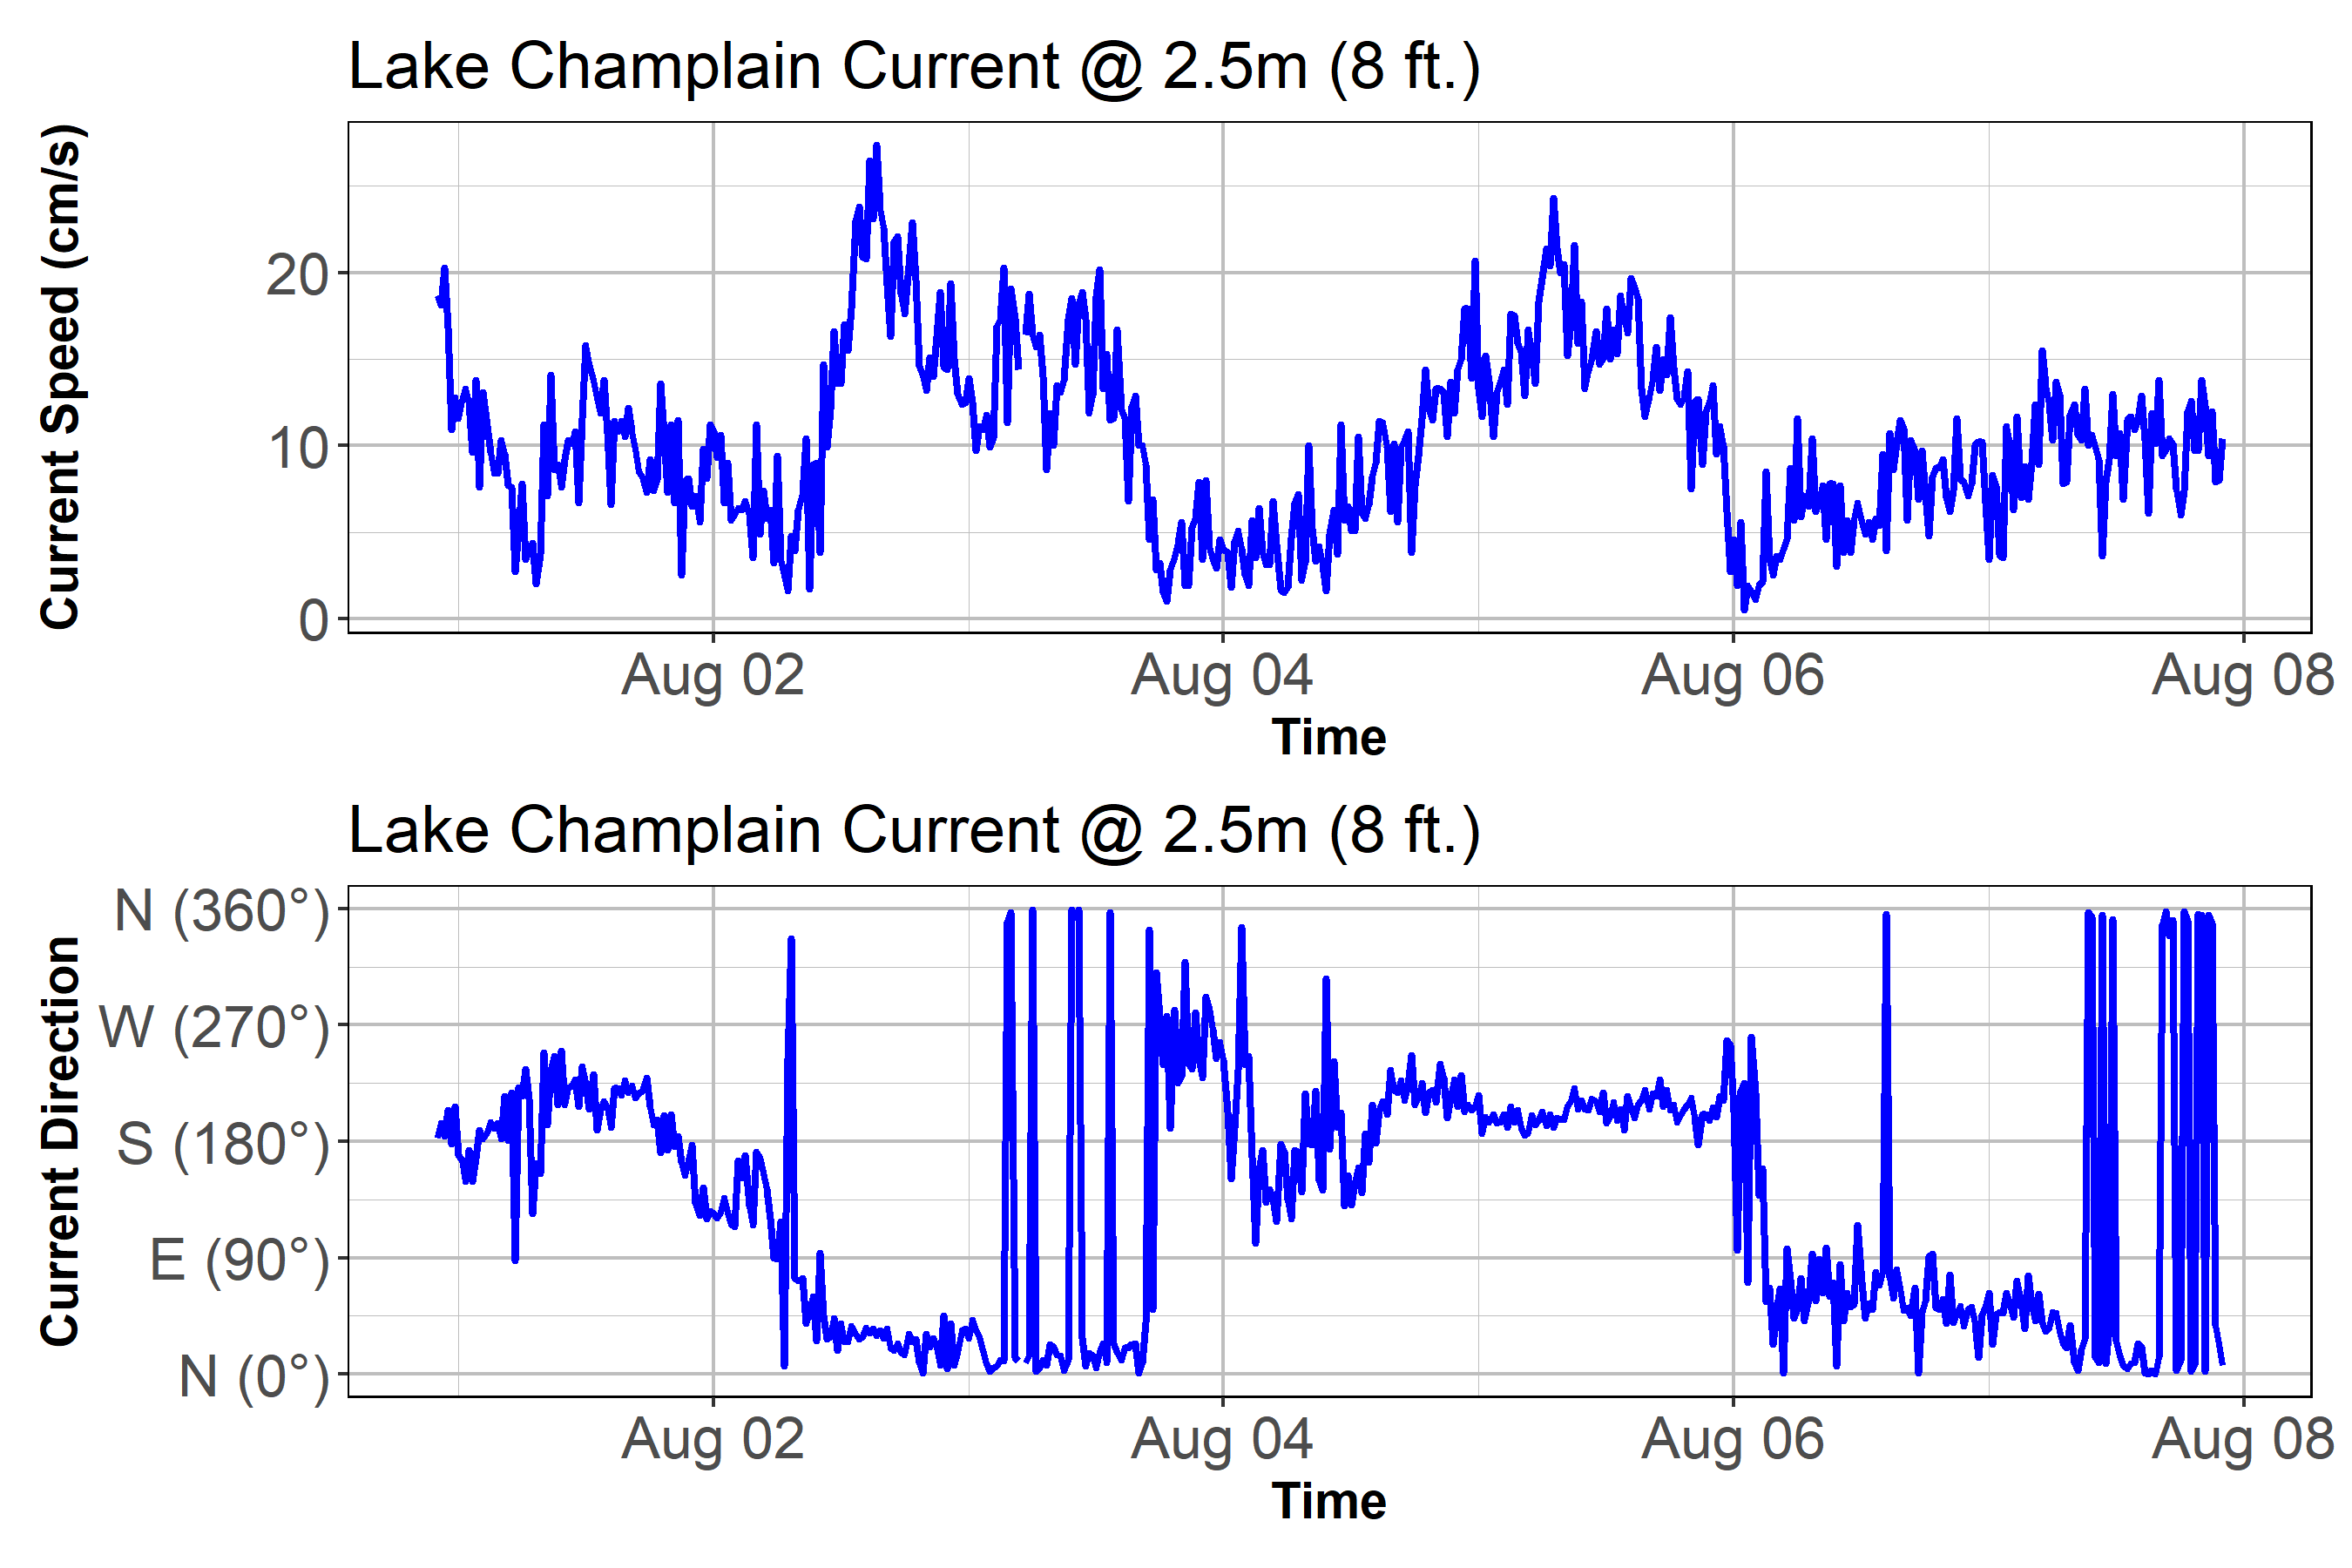 Lake Champlain Current @ 2.5m (8 ft.)
Current Speed (cm/s)
20
10
0
Aug 02
Aug 04
Aug 06
Aug 08
Time
Lake Champlain Current @ 2.5m (8 ft.)
Current Direction
N (360°)
W (270°)
S (180°)
E (90°)
N (0°)
Aug 02
Aug 04
Aug 06
Aug 08
Time